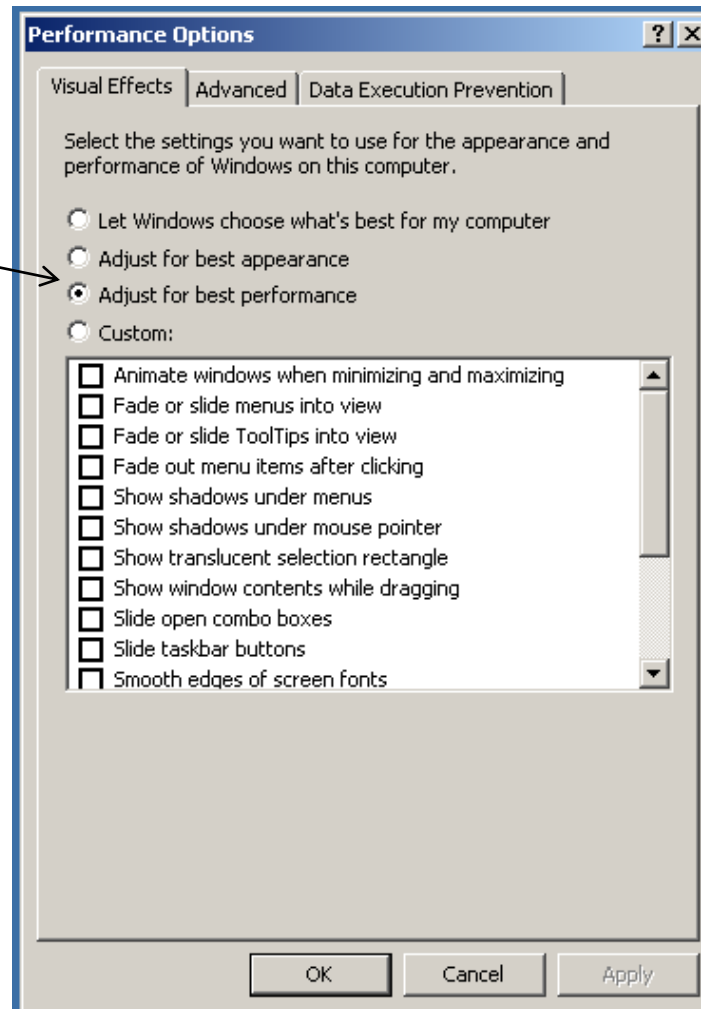 Performance Options
Visual Effects
Advanced
Data Execution Prevention
Select the settings you want to use for the appearance and
performance of Windows on this computer.
Let Windows choose what's best for my computer
Adjust for best appearance
Adjust for best performance
Custom:
Animate windows when minimizing and maximizing
Fade or slide menus into view
Fade or slide ToolTips into view
Fade out menu items after clicking
Show shadows under menus
Show shadows under mouse pointer
Show translucent selection rectangle
Show window contents while dragging
Slide open combo boxes
Slide taskbar buttons
Smooth edges of screen fonts
OK
Cancel
Apply